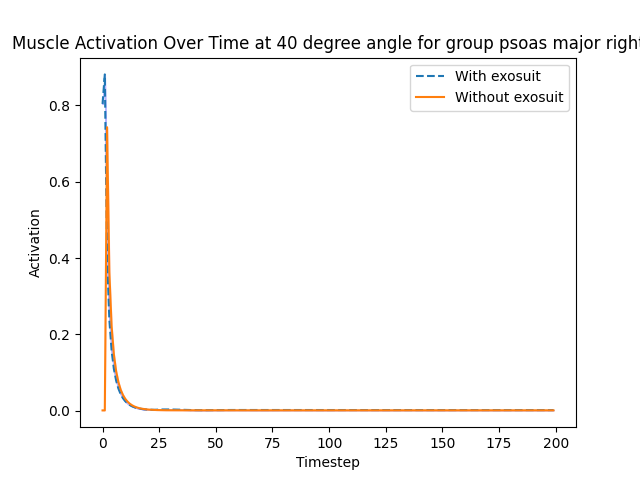 Muscle Activation Over Time at 40 degree angle for group psoas major right
With exosuit
Without exosuit
0.8
0.6
0.4
0.2
0.0
Activation
0 25 50 75 100 125 150 175 200
Timestep